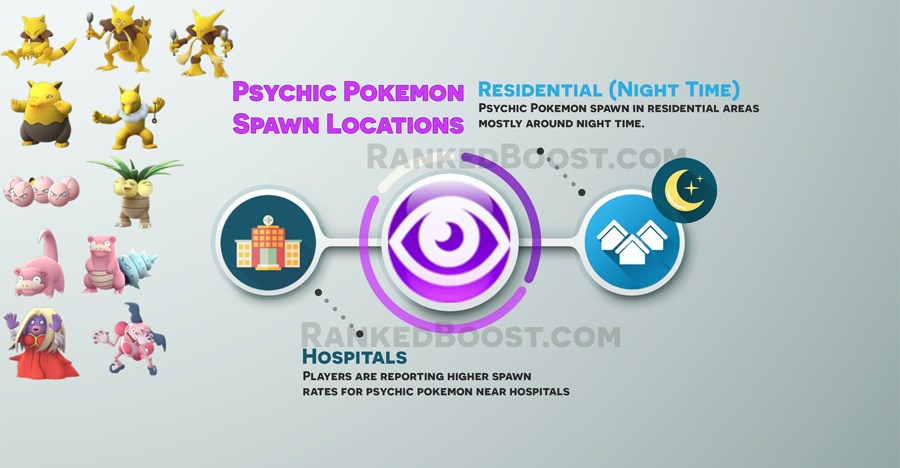 Psychic Pokemon
Spawn Locations
Residential (Night Time)
Psychic Pokemon spawn in residential areas
mostly around night time.
RankedBoost.com
RankedBoost.com
Hospitals
Players are reporting higher spawn
rates for psychic pokemon near hospitals